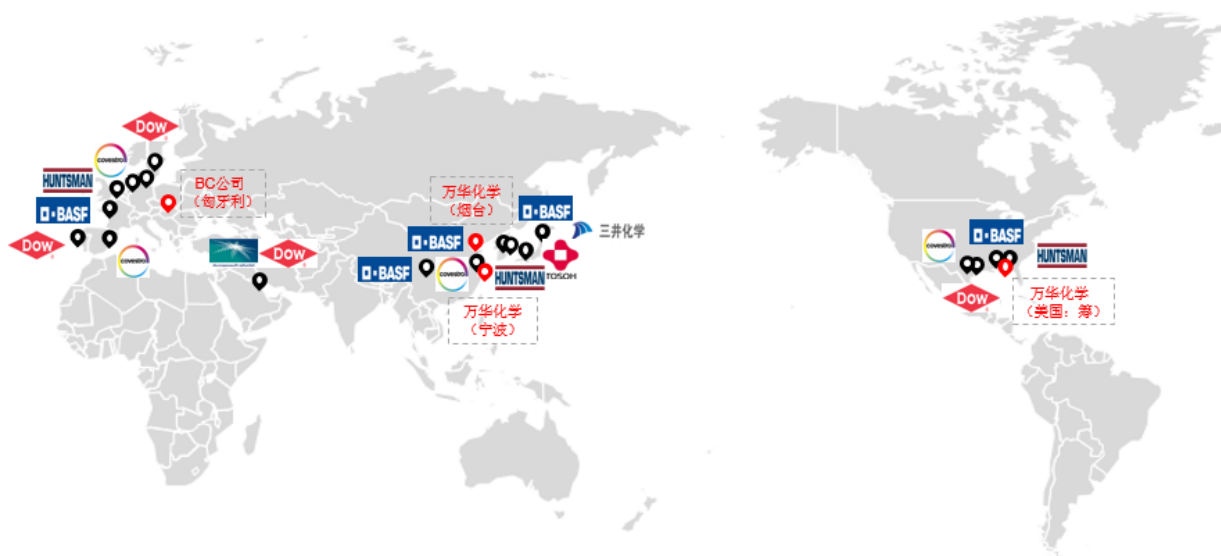 Dow
covestro
HUNTSMAN
BC公司
（匈牙利）
BASF
Dow
covestro
Dow
万华化学
（烟台）
BASF
三井化学
BASF
BASF
covestro
HUNTSMAN
TOSOH
万华化学
（宁波）
covestro
BASF
HUNTSMAN
Dow
万华化学
（美国：筹）